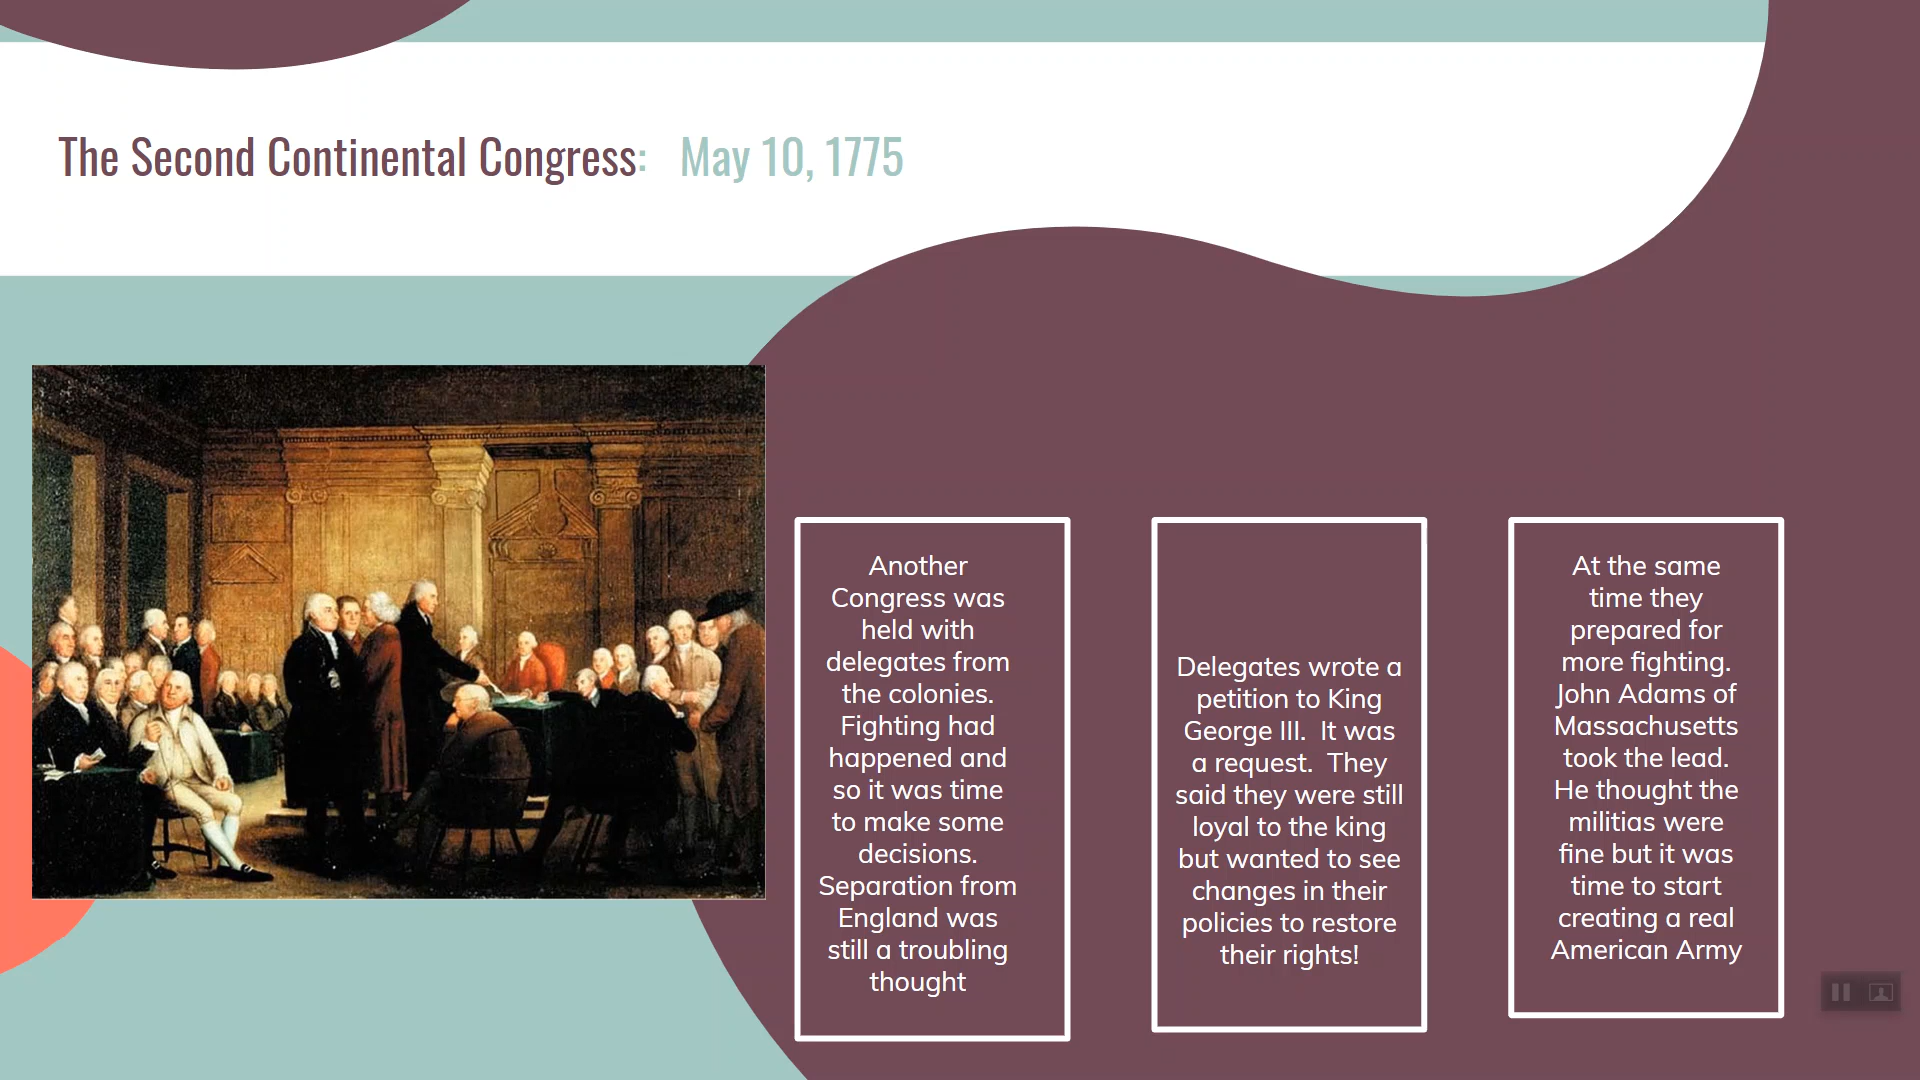 The Second Continental Congress:   May 10, 1775
Another
Congress was
held with
delegates from
the colonies.
Fighting had
happened and
so it was time
to make some
decisions.
Separation from
England was
still a troubling
thought
Delegates wrote a
petition to King
George III.  It was
a request.  They
said they were still
loyal to the king
but wanted to see
changes in their
policies to restore
their rights!
At the same
time they
prepared for
more fighting.
John Adams of
Massachusetts
took the lead.
He thought the
militias were
fine but it was
time to start
creating a real
American Army